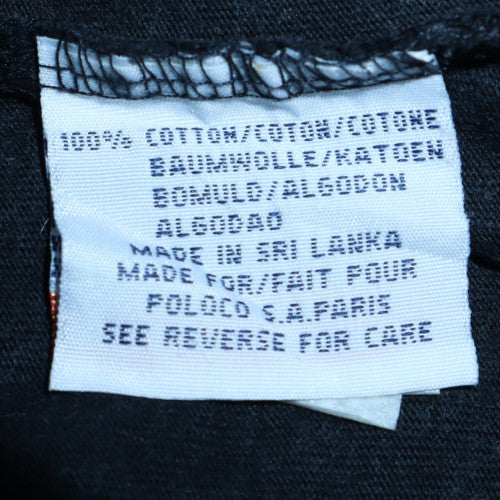 100% COTTON/COTON/COTONE
BAUMWOLLE/KATOEN
BOMULD/ALGODON
ALGODAO
MADE IN SRI LANKA
MADE FOR/FAIT POUR
POLOCO S.A.PARIS
SEE REVERSE FOR CARE